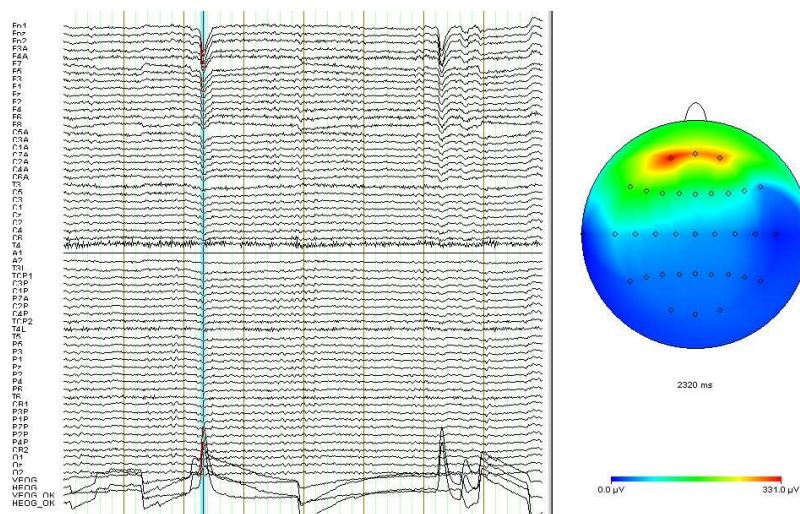 Fp1
Fpz
Fp2
F3A
F4A
F7
F5
F3
F1
Fz
F2
F4
F6
F8
C5A
C3A
C1A
CZA
C2A
C4A
C6A
T3
C5
C3
C1
Cz
C2
C4
C6
T4
A1
A2
T3L
TCP1
C3P
C1P
PZA
C2P
C4P
TCP2
T4L
T5
P5
P3
P1
Pz
P2
P4
P6
T6
CB1
P3P
P1P
PZP
P2P
P4P
CB2
O1
Oz
O2
VEOG
HEOG
VEOG_OK
HEOG_OK
2320 ms
0.0 µV
331.0 µV